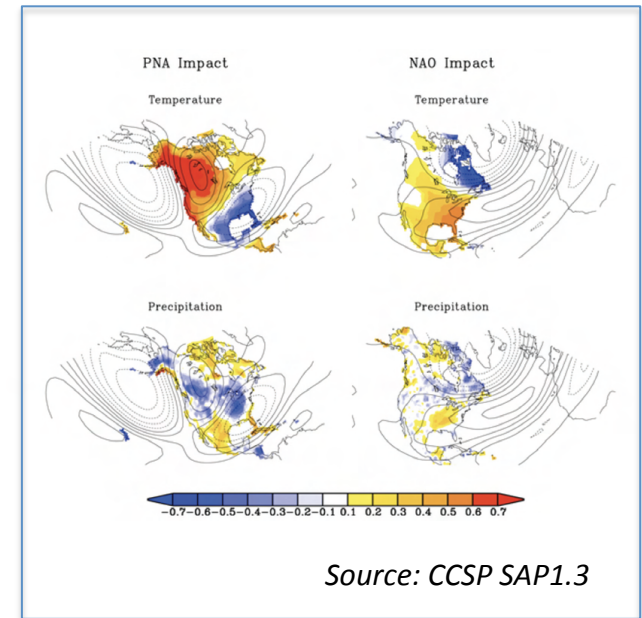 PNA Impact
NAO Impact
Temperature
Temperature
Precipitation
Precipitation
-0.7-0.6-0.5-0.4-0.3-0.2-0.1 0.1 0.2 0.3 0.4 0.5 0.6 0.7
Source: CCSP SAP1.3